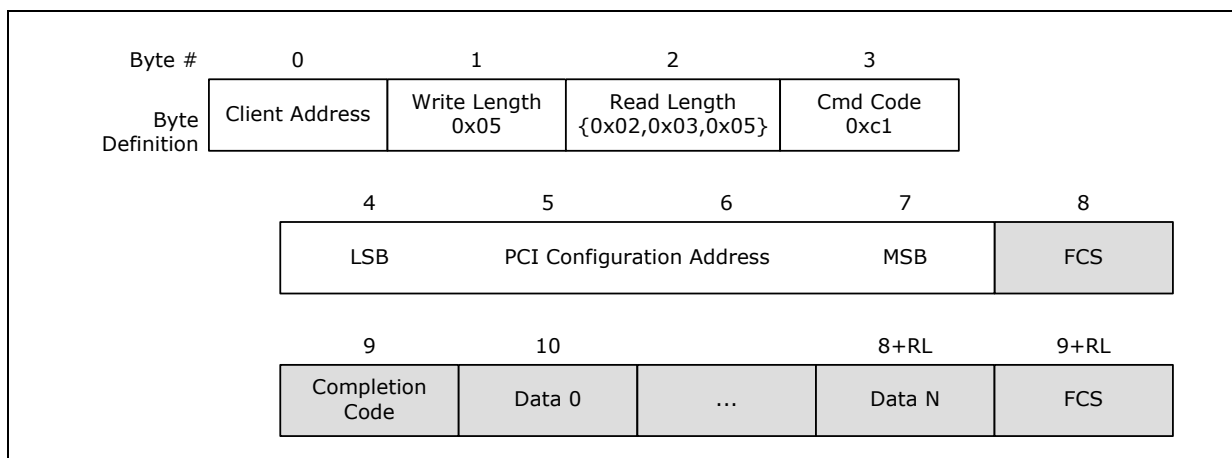 Byte # 0 1 2 3
Byte Definition Client Address Write Length 0x05 Read Length {0x02,0x03,0x05} Cmd Code 0xc1
4 5 6 7 8
LSB PCI Configuration Address MSB FCS
9 10 8+RL 9+RL
Completion Code Data 0 ... Data N FCS